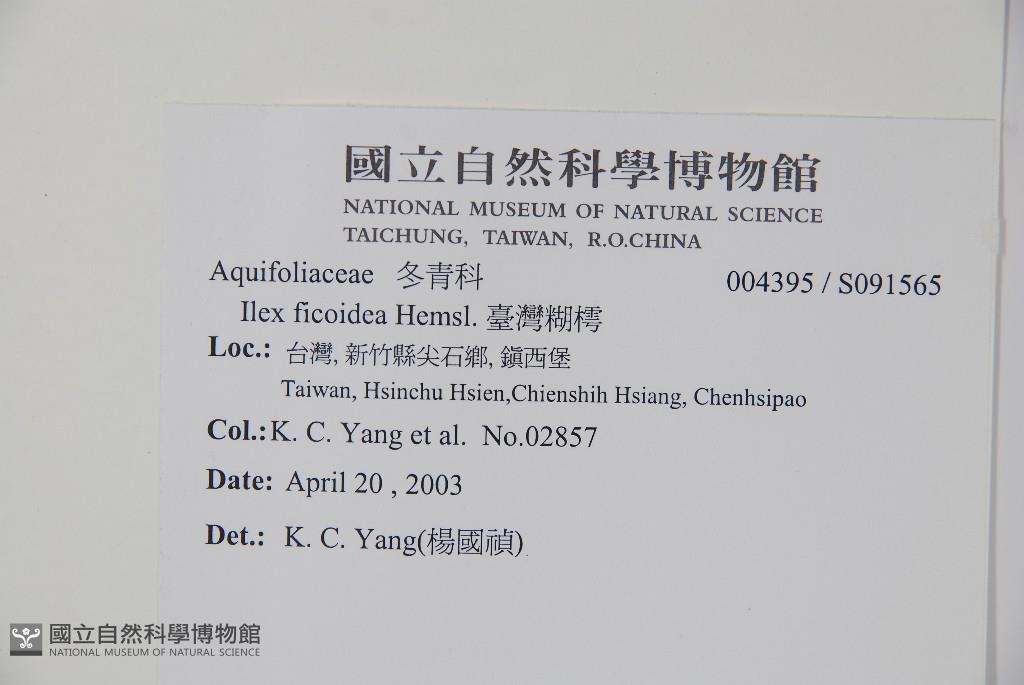 國立自然科學博物館
NATIONAL MUSEUM OF NATURAL SCIENCE
TAICHUNG, TAIWAN, R.O.CHINA
Aquifoliaceae 冬青科 004395 / S091565
Ilex ficoidea Hemsl. 臺灣糊樗
Loc.: 台灣, 新竹縣尖石鄉, 鎮西堡
Taiwan, Hsinchu Hsien,Chienshih Hsiang, Chenhsipao
Col.:K. C. Yang et al. No.02857
Date: April 20 , 2003
Det.: K. C. Yang(楊國禎)
國立自然科學博物館
NATIONAL MUSEUM OF NATURAL SCIENCE